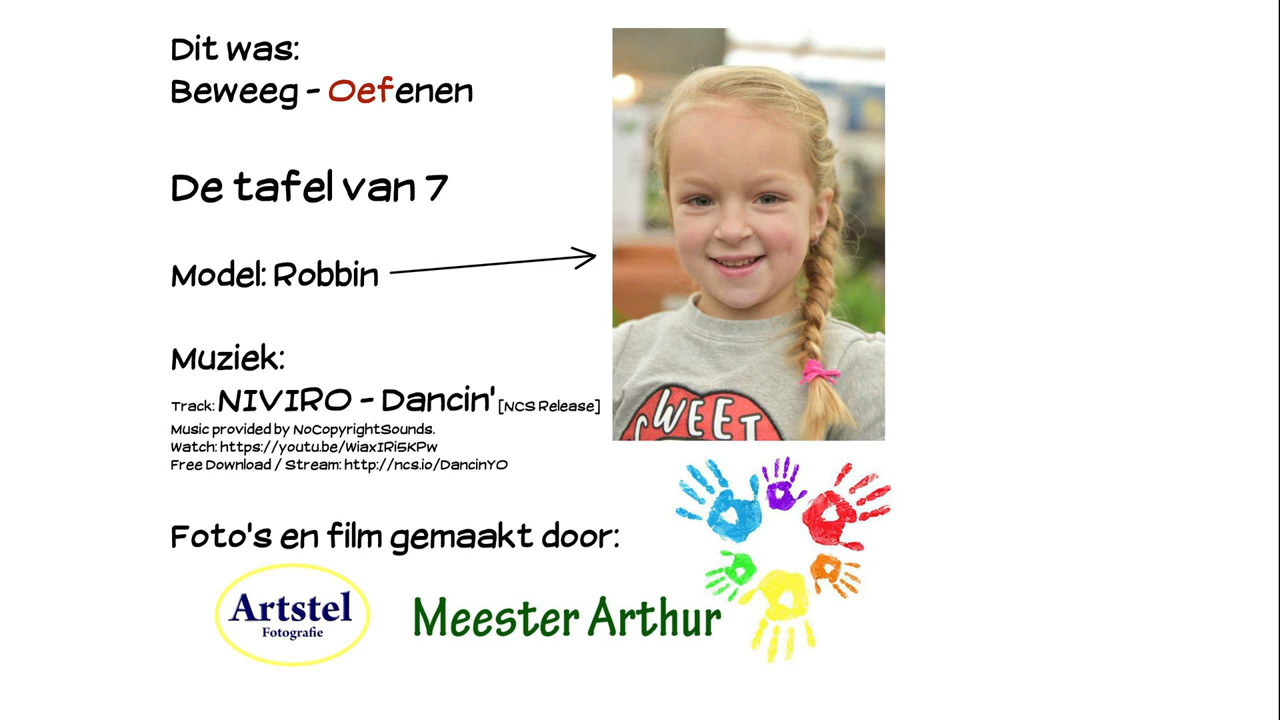 Dit was:
Beweeg - Oefenen
De tafel van 7
Model: Robbin
Muziek:
Track: NIVIRO - Dancin' [NCS Release]
Music provided by NoCopyrightSounds.
Watch: https://youtu.be/WiaxIRi5KPw
Free Download / Stream: http://ncs.io/DancinYO
SWEET
Foto's en film gemaakt door:
Artstel
Fotografie
Meester Arthur